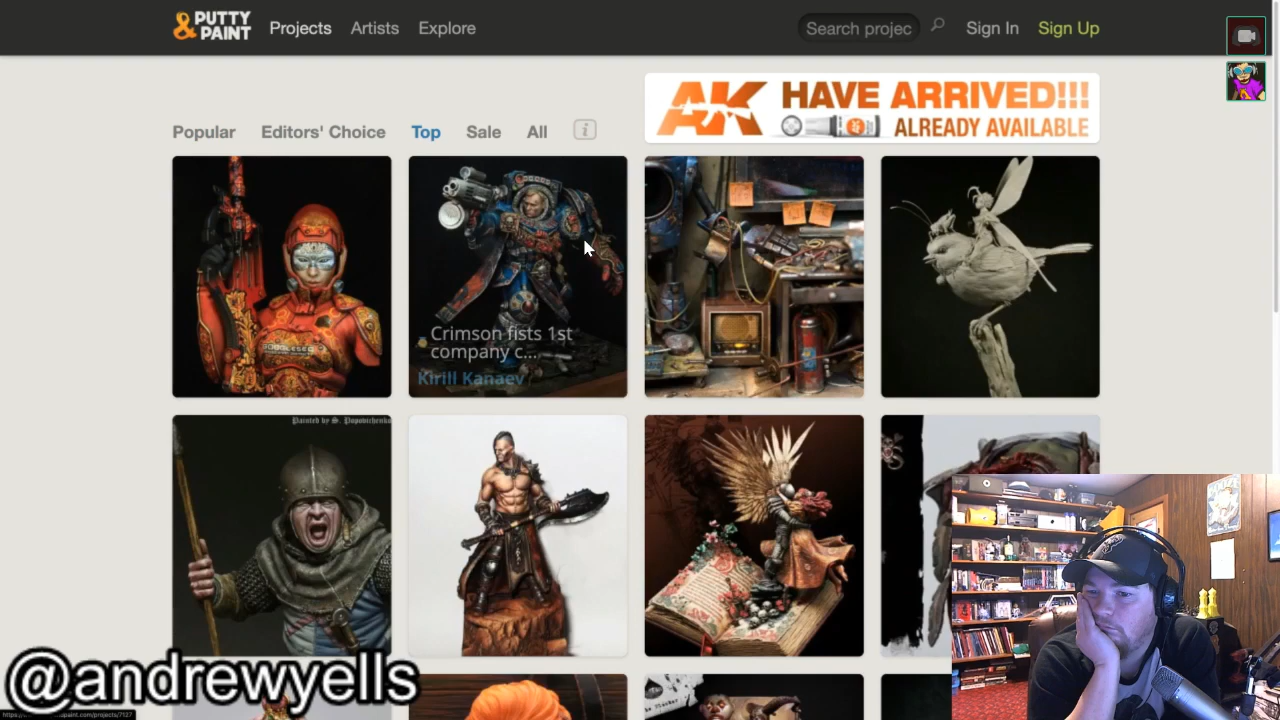 PUTTY
& PAINT
Projects Artists Explore
Search projec
Sign In Sign Up
AK HAVE ARRIVED!!!
ALREADY AVAILABLE
Popular Editors' Choice Top Sale All i
Crimson fists 1st
company c...
Kirill Kanaev
Painted by S. Popovichenko
@andrewyells